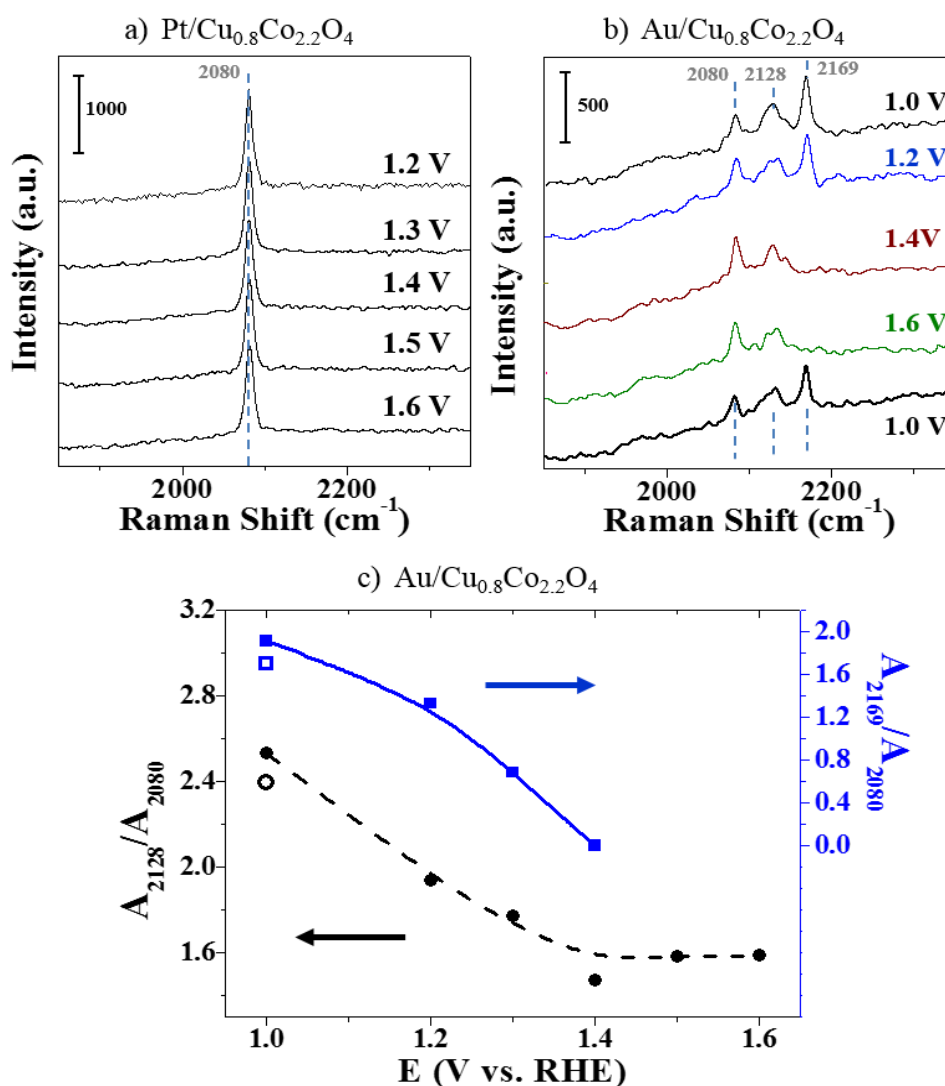 a) Pt/Cu0.8Co2.2O4
2080
1000
1.2 V
1.3 V
1.4 V
1.5 V
1.6 V
Intensity (a.u.)
2000 2200
Raman Shift (cm-1)
b) Au/Cu0.8Co2.2O4
2080 2128 2169
500
1.0 V
1.2 V
1.4V
1.6 V
1.0 V
Intensity (a.u.)
2000 2200
Raman Shift (cm-1)
c) Au/Cu0.8Co2.2O4
3.2
2.8
2.4
2.0
1.6
A2128/A2080
2.0
1.6
1.2
0.8
0.4
0.0
A2169/A2080
1.0 1.2 1.4 1.6
E (V vs. RHE)